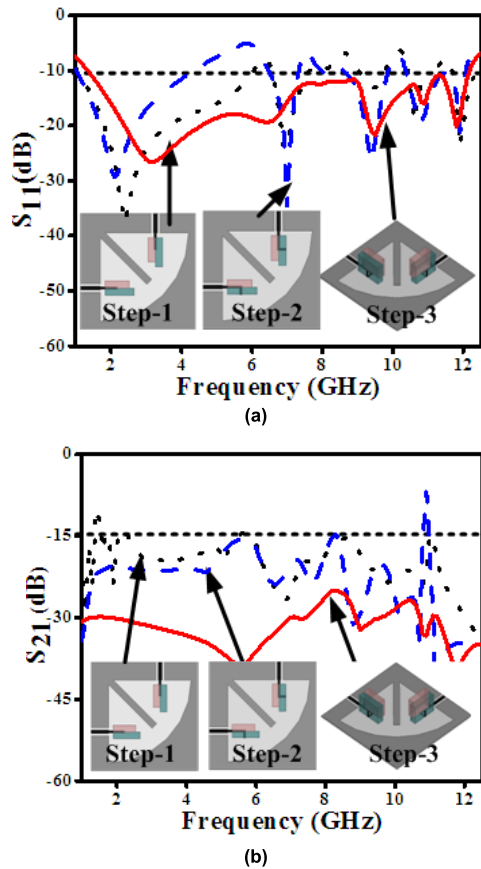 0
-10
-20
-30
-40
-50
-60
S11(dB)
Step-1
Step-2
Step-3
2
4
6
8
10
12
Frequency (GHz)
(a)
0
-15
-30
-45
-60
S21(dB)
Step-1
Step-2
Step-3
2
4
6
8
10
12
Frequency (GHz)
(b)